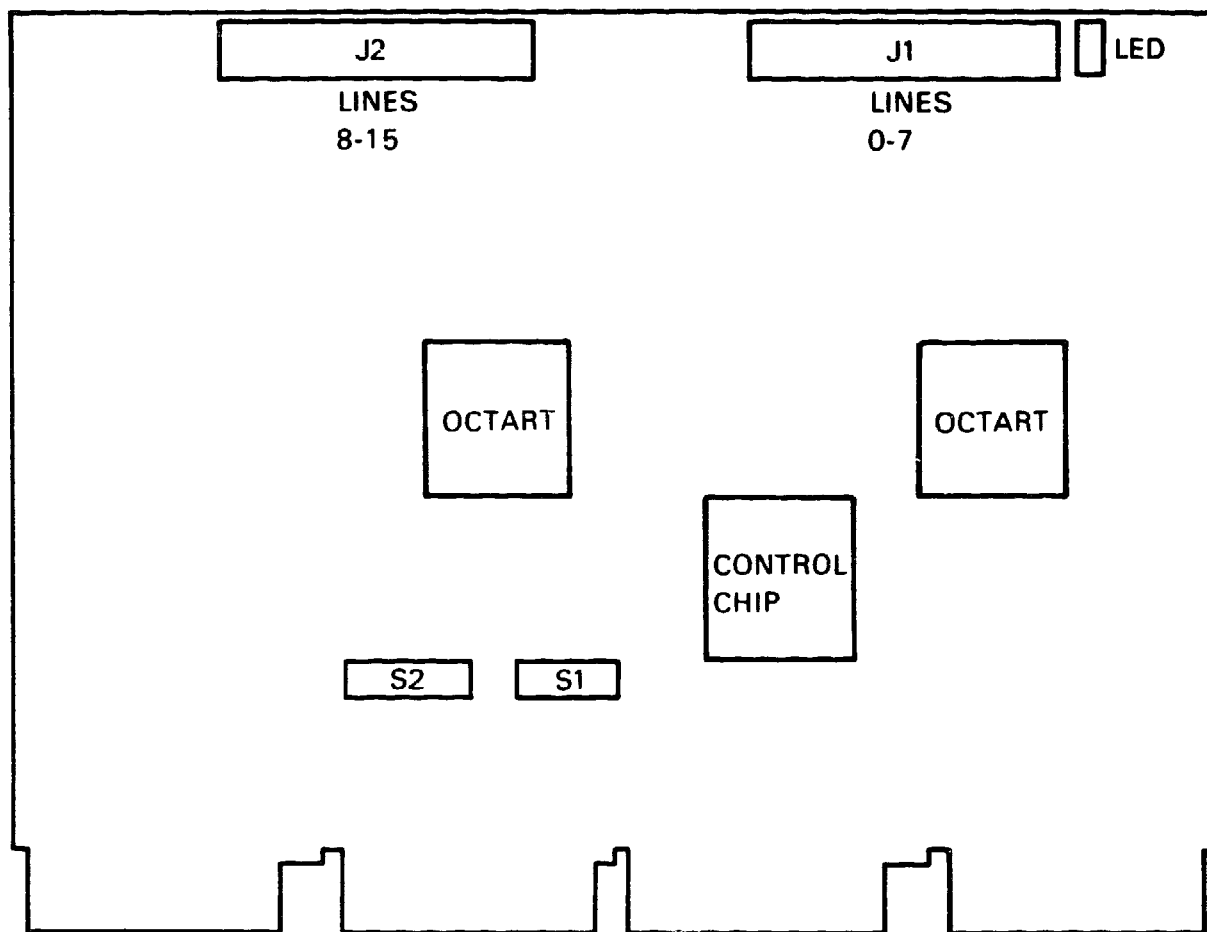 J2
LINES
8-15
J1
LINES
0-7
LED
OCTART
OCTART
CONTROL
CHIP
S2
S1